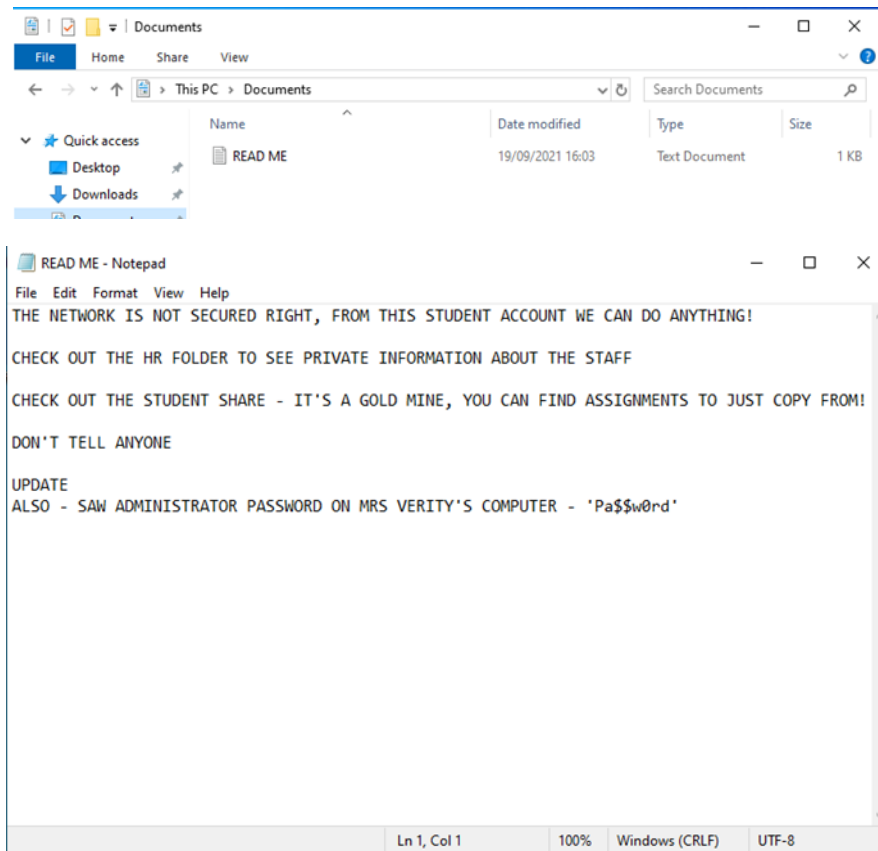 Documents
File Home Share View
This PC > Documents
Search Documents
Name Date modified Type Size
Quick access
READ ME 19/09/2021 16:03 Text Document 1 KB
Desktop
Downloads
READ ME - Notepad
File Edit Format View Help
THE NETWORK IS NOT SECURED RIGHT, FROM THIS STUDENT ACCOUNT WE CAN DO ANYTHING!
CHECK OUT THE HR FOLDER TO SEE PRIVATE INFORMATION ABOUT THE STAFF
CHECK OUT THE STUDENT SHARE - IT'S A GOLD MINE, YOU CAN FIND ASSIGNMENTS TO JUST COPY FROM!
DON'T TELL ANYONE
UPDATE
ALSO - SAW ADMINISTRATOR PASSWORD ON MRS VERITY'S COMPUTER - 'Pa$$w0rd'
Ln 1, Col 1 100% Windows (CRLF) UTF-8